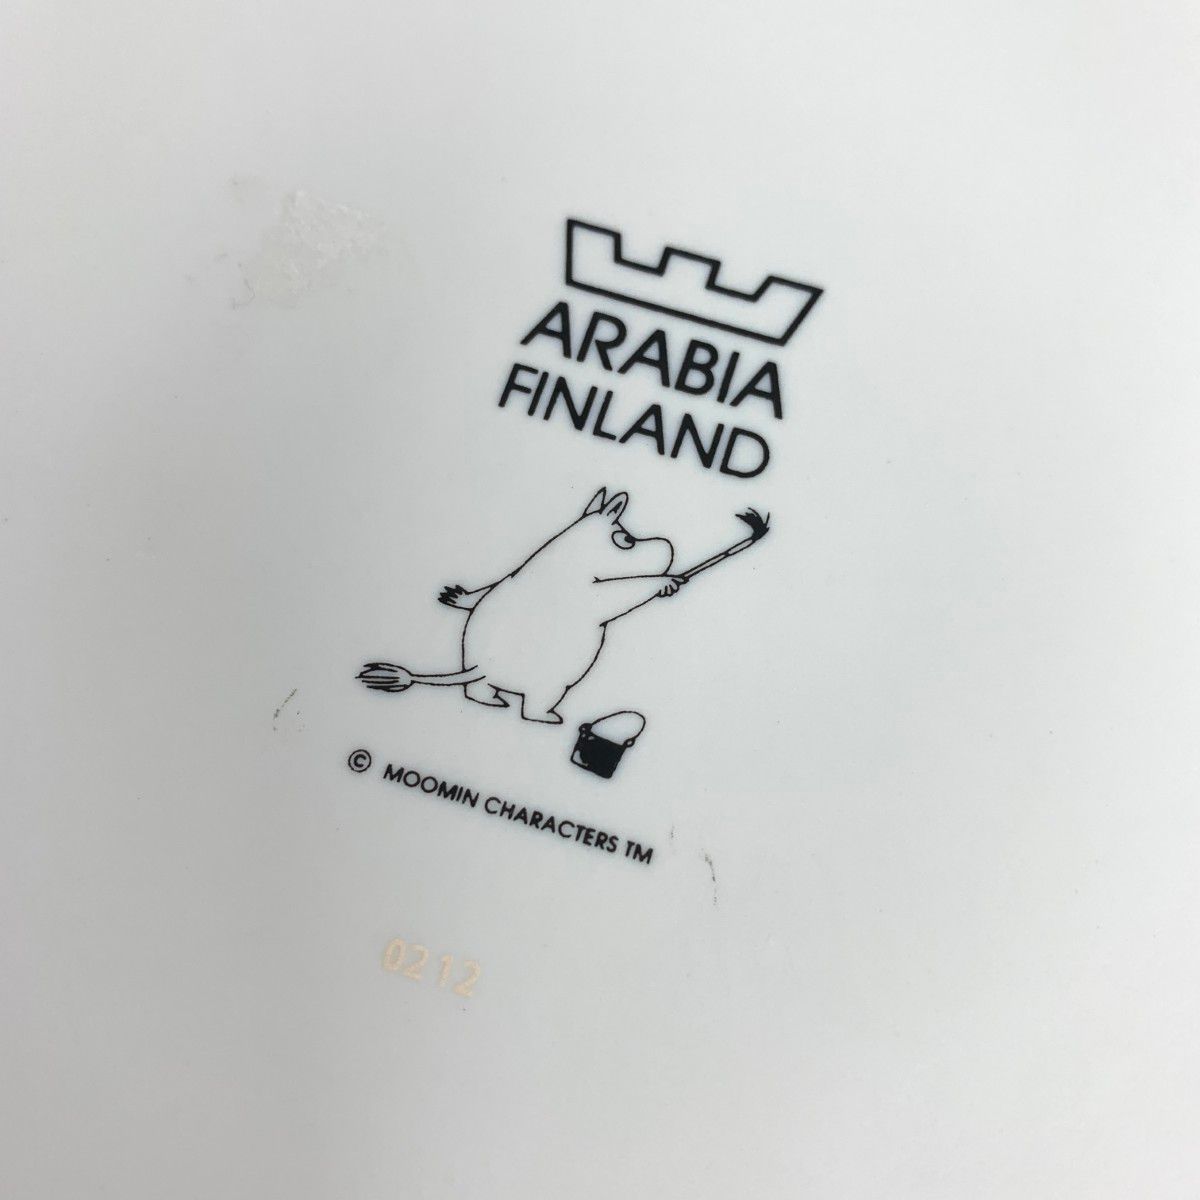 ARABIA
FINLAND
© MOOMIN CHARACTERS TM
0212